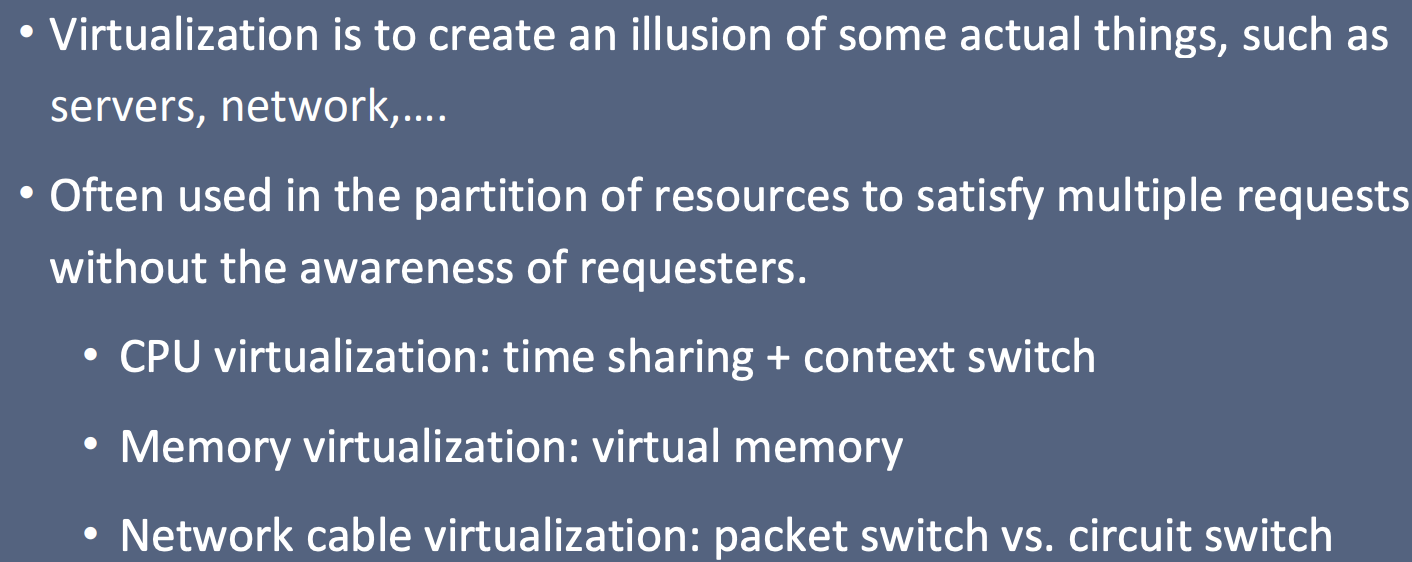 • Virtualization is to create an illusion of some actual things, such as
servers, network,....
• Often used in the partition of resources to satisfy multiple requests
without the awareness of requesters.
• CPU virtualization: time sharing + context switch
• Memory virtualization: virtual memory
• Network cable virtualization: packet switch vs. circuit switch